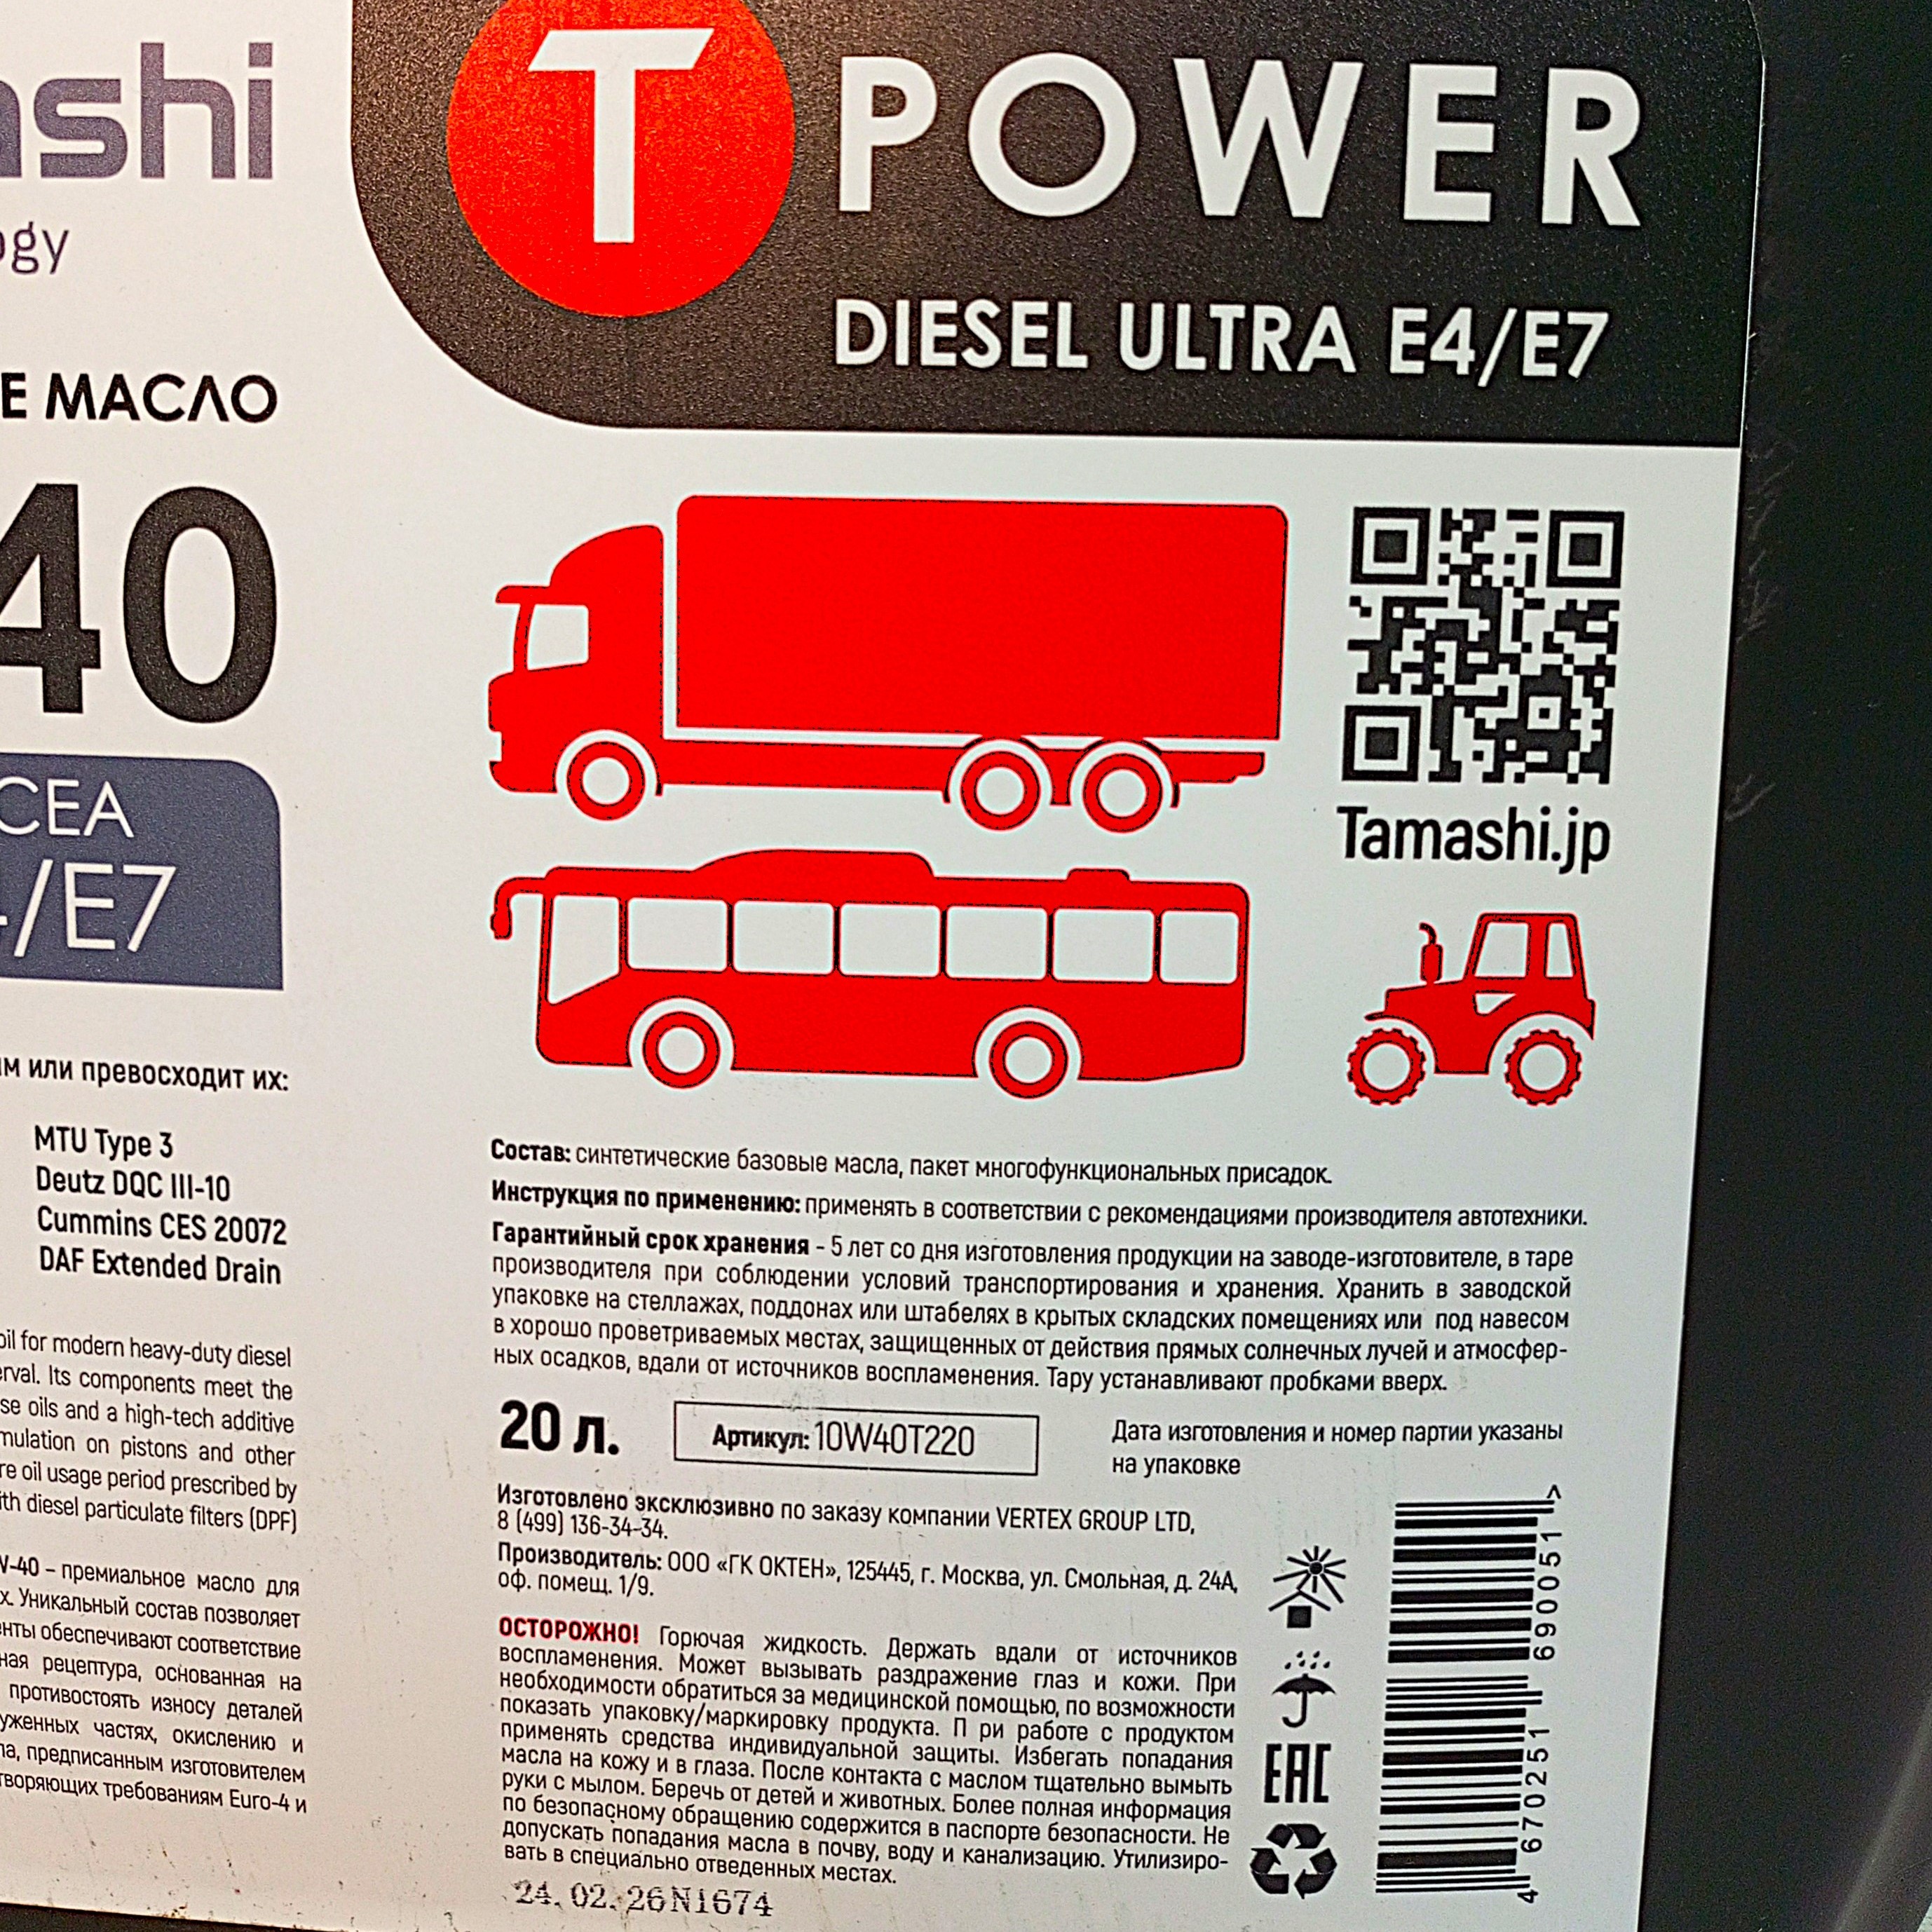 ashi
ogy
Е МАСЛО
40
CEA
/E7
или превосходит их:
MTU Type 3
Deutz DQC III-10
Cummins CES 20072
DAF Extended Drain
oil for modern heavy-duty diesel
Its components meet the
oils and a high-tech additive
on pistons and other
oil usage period prescribed by
diesel particulate filters (DPF)
W-40 – премиальное масло для
Уникальный состав позволяет
обеспечивают соответствие
рецептура, основанная на
противостоять износу деталей
частях, окислению и
предписанным изготовителем
требованиям Euro-4 и
T POWER
DIESEL ULTRA E4/E7
Tamashi.jp
Состав: синтетические базовые масла, пакет многофункциональных присадок.
Инструкция по применению: применять в соответствии с рекомендациями производителя автотехники.
Гарантийный срок хранения - 5 лет со дня изготовления продукции на заводе-изготовителе, в таре
производителя при соблюдении условий транспортирования и хранения. Хранить в заводской
упаковке на стеллажах, поддонах или штабелях в крытых складских помещениях или под навесом
в хорошо проветриваемых местах, защищенных от действия прямых солнечных лучей и атмосфер-
ных осадков, вдали от источников воспламенения. Тару устанавливают пробками вверх.
20 л.
Артикул: 10W40T220
Дата изготовления и номер партии указаны
на упаковке
Изготовлено эксклюзивно по заказу компании VERTEX GROUP LTD,
8 (499) 136-34-34.
Производитель: ООО «ГК ОКТЕН», 125445, г. Москва, ул. Смольная, д. 24А,
оф. помещ. 1/9.
ОСТОРОЖНО! Горючая жидкость. Держать вдали от источников
воспламенения. Может вызывать раздражение глаз и кожи. При
необходимости обратиться за медицинской помощью, по возможности
показать упаковку/маркировку продукта. П ри работе с продуктом
применять средства индивидуальной защиты. Избегать попадания
масла на кожу и в глаза. После контакта с маслом тщательно вымыть
руки с мылом. Беречь от детей и животных. Более полная информация
по безопасному обращению содержится в паспорте безопасности. Не
допускать попадания масла в почву, воду и канализацию. Утилизиро-
вать в специально отведенных местах.
24.02.26N1674
EAC
4 670251 690051 >